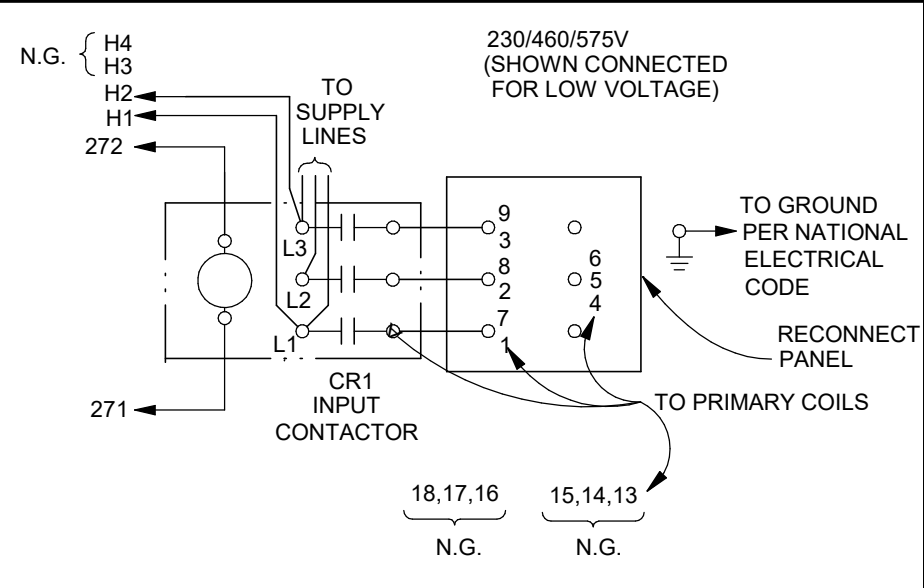 230/460/575V
(SHOWN CONNECTED
FOR LOW VOLTAGE)
N.G.
H4
H3
H2
H1
272
TO
SUPPLY
LINES
L3
L2
L1
9
3
8
2
7
1
6
5
4
TO GROUND
PER NATIONAL
ELECTRICAL
CODE
RECONNECT
PANEL
271
CR1
INPUT
CONTACTOR
TO PRIMARY COILS
18,17,16
N.G.
15,14,13
N.G.